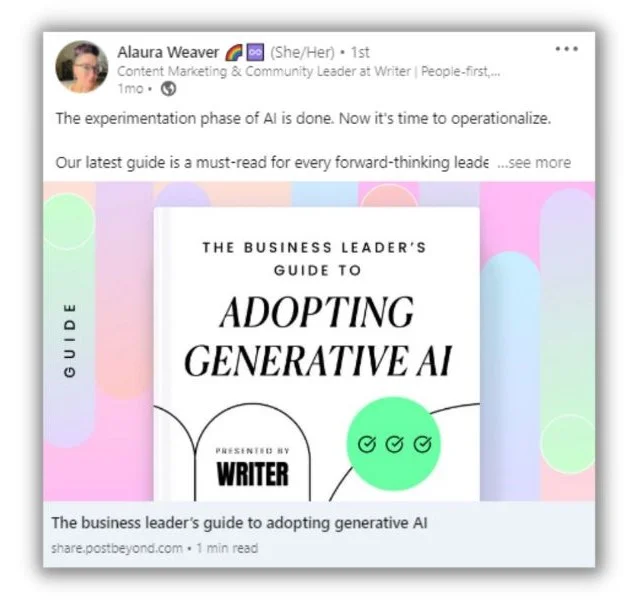 Alaura Weaver 🌈 ♾️ (She/Her) • 1st
Content Marketing & Community Leader at Writer | People-first,...
1mo •
The experimentation phase of AI is done. Now it's time to operationalize.
Our latest guide is a must-read for every forward-thinking leade ...see more
GUIDE
THE BUSINESS LEADER'S
GUIDE TO
ADOPTING
GENERATIVE AI
PRESENTED BY
WRITER
The business leader's guide to adopting generative AI
share.postbeyond.com • 1 min read